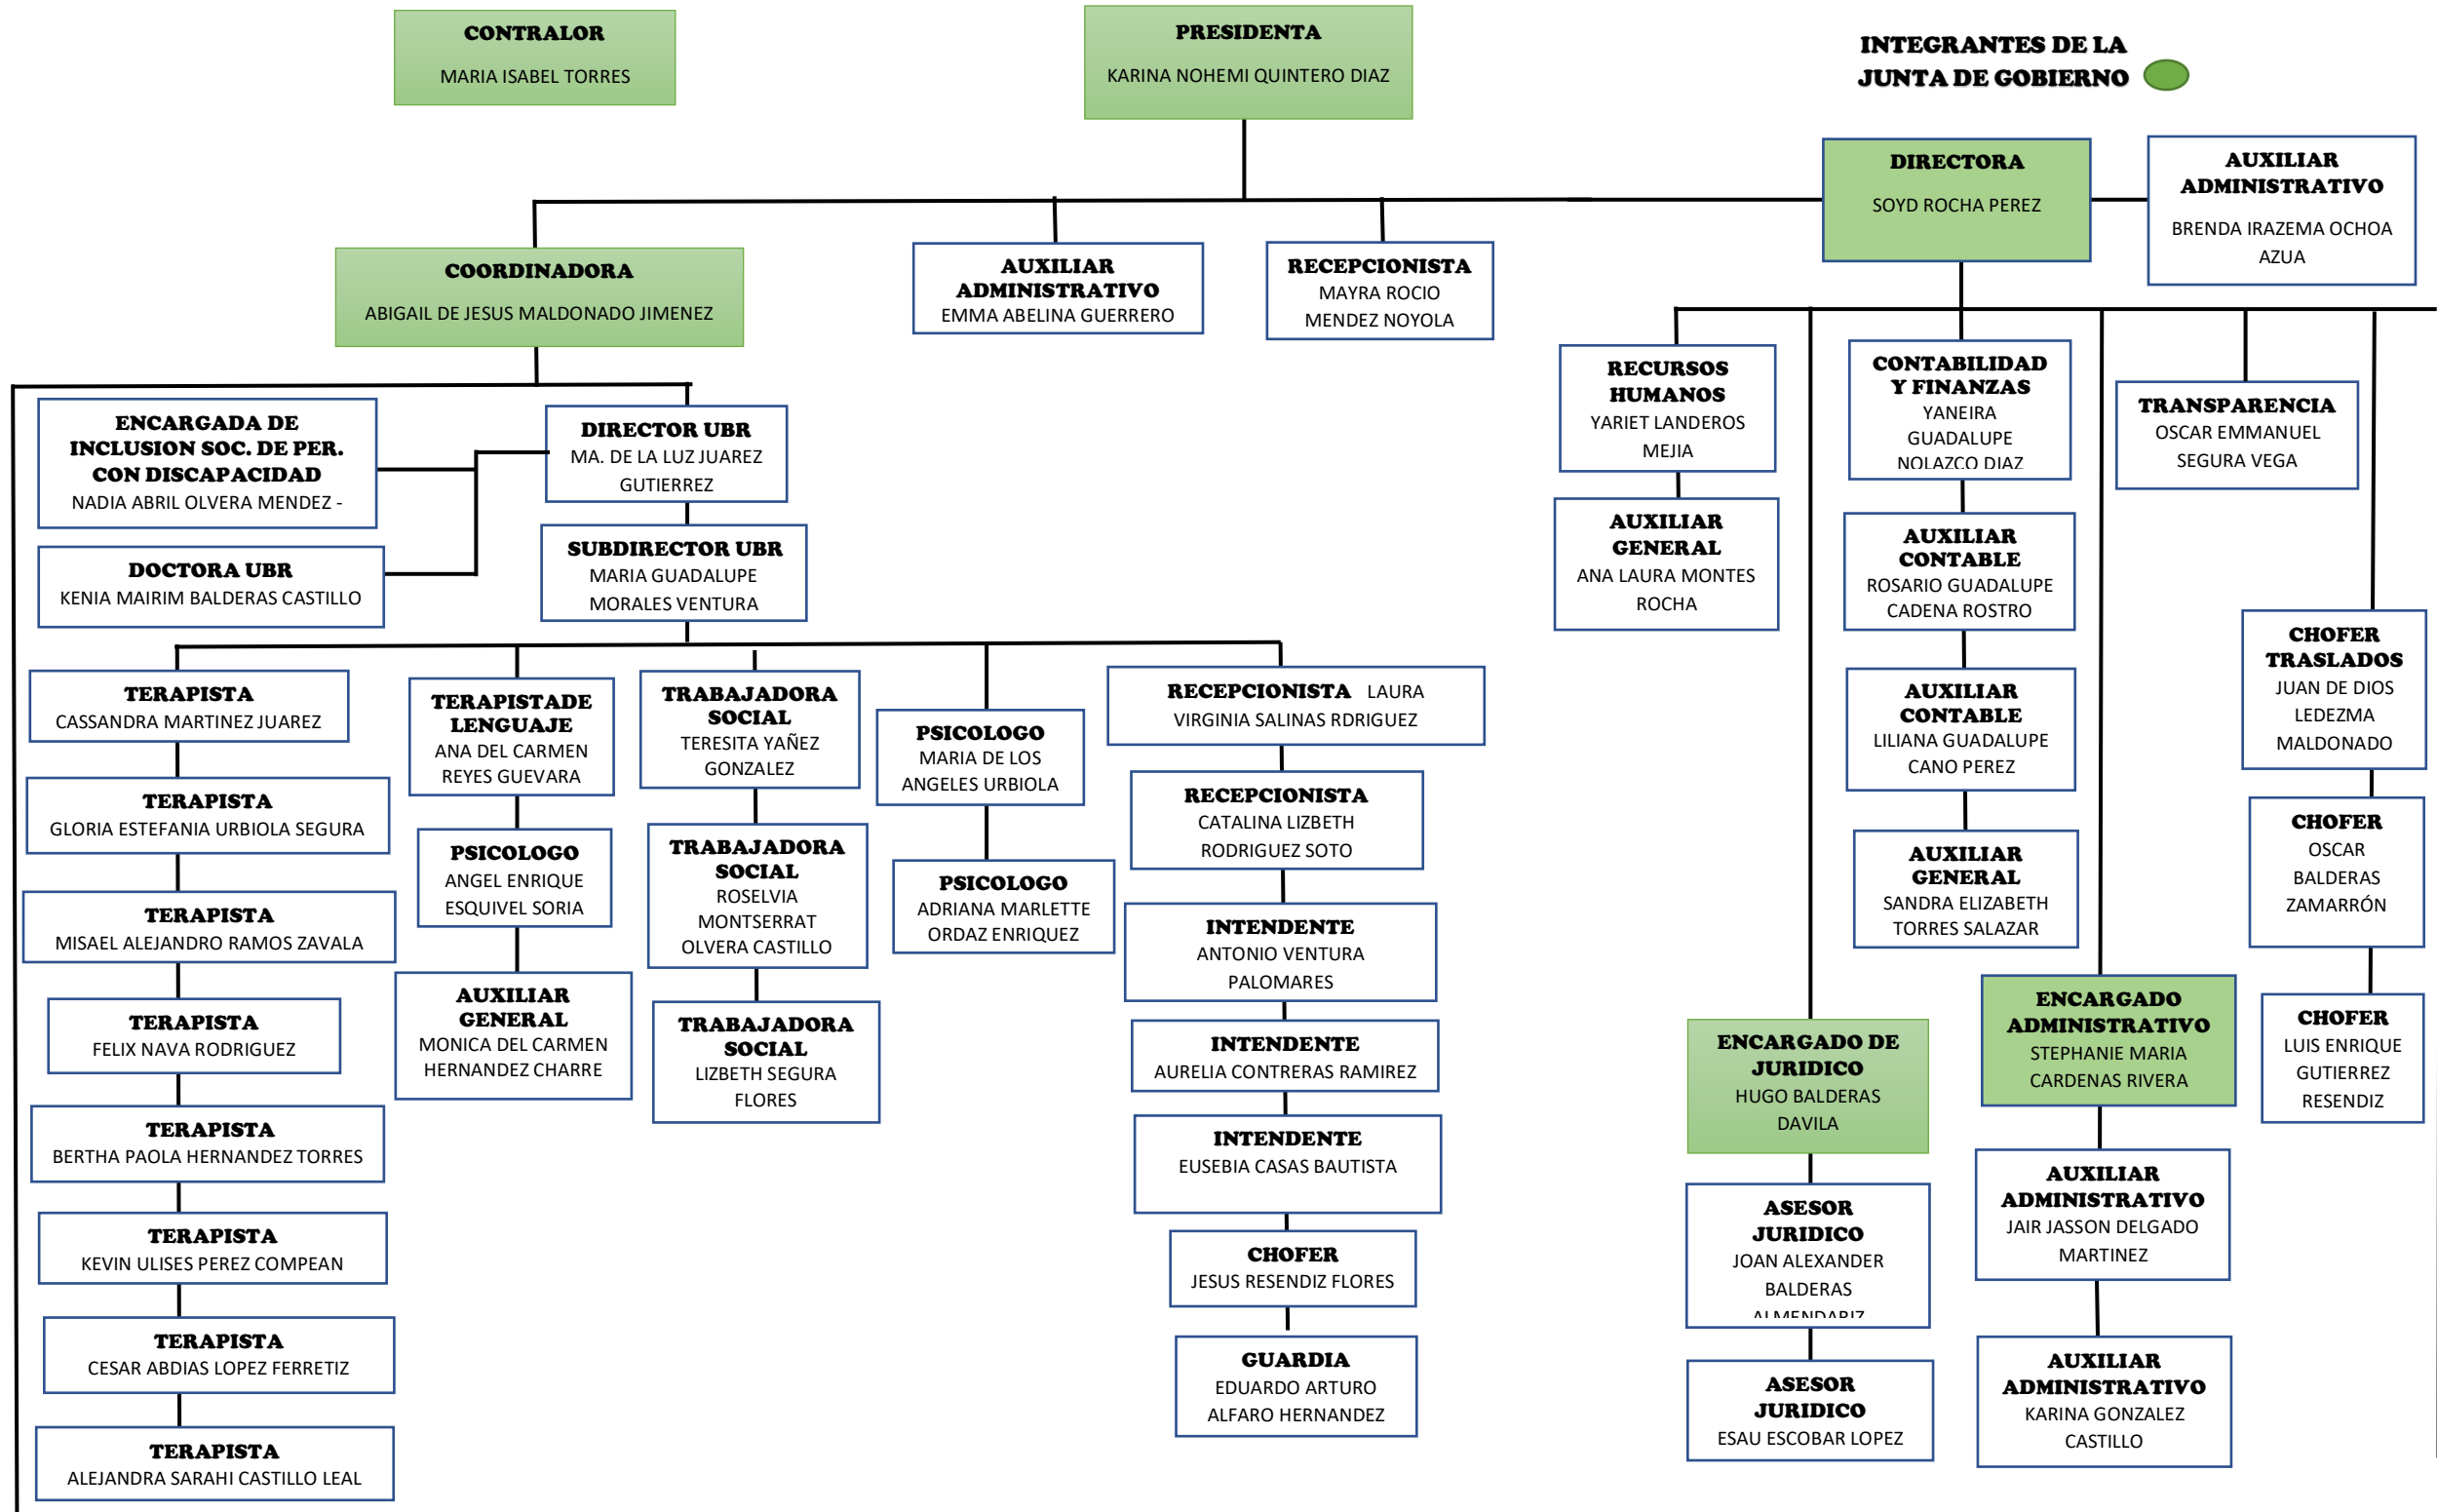 CONTRALOR
MARIA ISABEL TORRES
PRESIDENTA
KARINA NOHEMI QUINTERO DIAZ
INTEGRANTES DE LA
JUNTA DE GOBIERNO
DIRECTORA
SOYD ROCHA PEREZ
AUXILIAR
ADMINISTRATIVO
BRENDA IRAZEMA OCHOA
AZUA
COORDINADORA
ABIGAIL DE JESUS MALDONADO JIMENEZ
AUXILIAR
ADMINISTRATIVO
EMMA ABELINA GUERRERO
RECEPCIONISTA
MAYRA ROCIO
MENDEZ NOYOLA
RECURSOS
HUMANOS
YARIET LANDEROS
MEJIA
CONTABILIDAD
Y FINANZAS
YANEIRA
GUADALUPE
NOLAZCO DIAZ
TRANSPARENCIA
OSCAR EMMANUEL
SEGURA VEGA
ENCARGADA DE
INCLUSION SOC. DE PER.
CON DISCAPACIDAD
NADIA ABRIL OLVERA MENDEZ -
DIRECTOR UBR
MA. DE LA LUZ JUAREZ
GUTIERREZ
DOCTORA UBR
KENIA MAIRIM BALDERAS CASTILLO
SUBDIRECTOR UBR
MARIA GUADALUPE
MORALES VENTURA
AUXILIAR
GENERAL
ANA LAURA MONTES
ROCHA
AUXILIAR
CONTABLE
ROSARIO GUADALUPE
CADENA ROSTRO
CHOFER
TRASLADOS
JUAN DE DIOS
LEDEZMA
MALDONADO
TERAPISTA
CASSANDRA MARTINEZ JUAREZ
TERAPISTADE
LENGUAJE
ANA DEL CARMEN
REYES GUEVARA
TRABAJADORA
SOCIAL
TERESITA YAÑEZ
GONZALEZ
PSICOLOGO
MARIA DE LOS
ANGELES URBIOLA
RECEPCIONISTA LAURA
VIRGINIA SALINAS RDRIGUEZ
AUXILIAR
CONTABLE
LILIANA GUADALUPE
CANO PEREZ
TERAPISTA
GLORIA ESTEFANIA URBIOLA SEGURA
PSICOLOGO
ANGEL ENRIQUE
ESQUIVEL SORIA
TRABAJADORA
SOCIAL
ROSELVIA
MONTSERRAT
OLVERA CASTILLO
PSICOLOGO
ADRIANA MARLETTE
ORDAZ ENRIQUEZ
RECEPCIONISTA
CATALINA LIZBETH
RODRIGUEZ SOTO
AUXILIAR
GENERAL
SANDRA ELIZABETH
TORRES SALAZAR
CHOFER
OSCAR
BALDERAS
ZAMARRÓN
TERAPISTA
MISAEL ALEJANDRO RAMOS ZAVALA
INTENDENTE
ANTONIO VENTURA
PALOMARES
TERAPISTA
FELIX NAVA RODRIGUEZ
AUXILIAR
GENERAL
MONICA DEL CARMEN
HERNANDEZ CHARRE
TRABAJADORA
SOCIAL
LIZBETH SEGURA
FLORES
INTENDENTE
AURELIA CONTRERAS RAMIREZ
ENCARGADO DE
JURIDICO
HUGO BALDERAS
DAVILA
ENCARGADO
ADMINISTRATIVO
STEPHANIE MARIA
CARDENAS RIVERA
CHOFER
LUIS ENRIQUE
GUTIERREZ
RESENDIZ
TERAPISTA
BERTHA PAOLA HERNANDEZ TORRES
INTENDENTE
EUSEBIA CASAS BAUTISTA
ASESOR
JURIDICO
JOAN ALEXANDER
BALDERAS
ALMENDARIZ
AUXILIAR
ADMINISTRATIVO
JAIR JASSON DELGADO
MARTINEZ
TERAPISTA
KEVIN ULISES PEREZ COMPEAN
CHOFER
JESUS RESENDIZ FLORES
TERAPISTA
CESAR ABDIAS LOPEZ FERRETIZ
GUARDIA
EDUARDO ARTURO
ALFARO HERNANDEZ
ASESOR
JURIDICO
ESAU ESCOBAR LOPEZ
AUXILIAR
ADMINISTRATIVO
KARINA GONZALEZ
CASTILLO
TERAPISTA
ALEJANDRA SARAHI CASTILLO LEAL